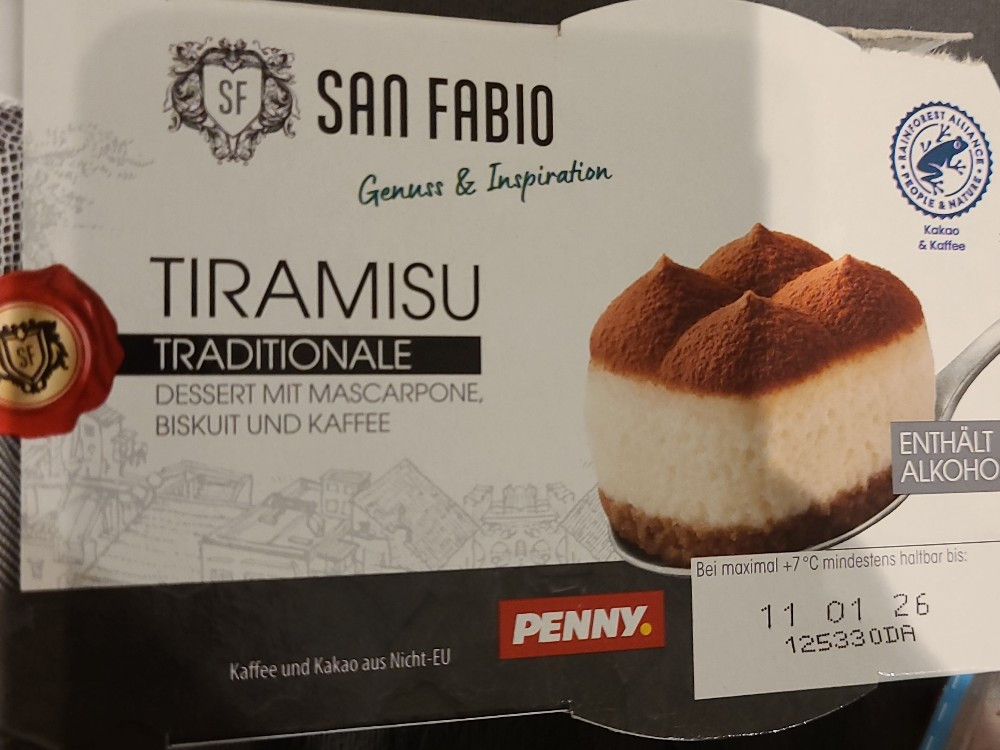 SF
SAN FABIO
Genuss & Inspiration
RAINFOREST ALLIANCE
PEOPLE & NATURE
Kakao
& Kaffee
TIRAMISU
TRADITIONALE
DESSERT MIT MASCARPONE,
BISKUIT UND KAFFEE
SF
ENTHÄLT
ALKOHO
Bei maximal +7°C mindestens haltbar bis:
11 01 26
125330DA
PENNY.
Kaffee und Kakao aus Nicht-EU